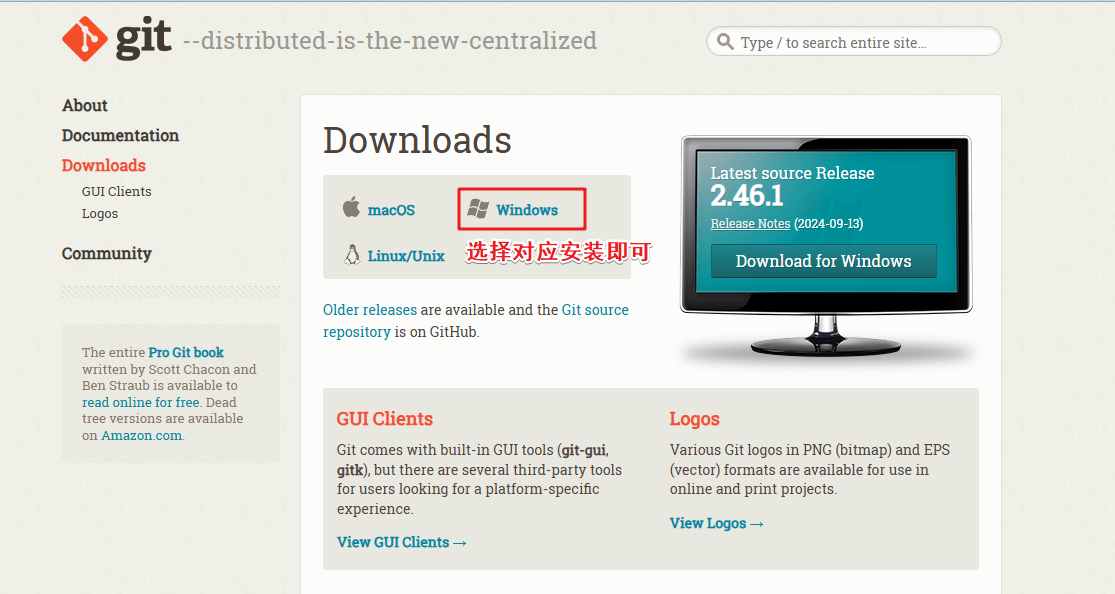 git --distributed-is-the-new-centralized
Type / to search entire site...
About
Documentation
Downloads
GUI Clients
Logos
Community
The entire Pro Git book
written by Scott Chacon and
Ben Straub is available to
read online for free. Dead
tree versions are available
on Amazon.com.
Downloads
macOS
Windows
Linux/Unix
选择对应安装即可
Older releases are available and the Git source
repository is on GitHub.
Latest source Release
2.46.1
Release Notes (2024-09-13)
Download for Windows
GUI Clients
Git comes with built-in GUI tools (git-gui,
gitk), but there are several third-party tools
for users looking for a platform-specific
experience.
View GUI Clients →
Logos
Various Git logos in PNG (bitmap) and EPS
(vector) formats are available for use in
online and print projects.
View Logos →